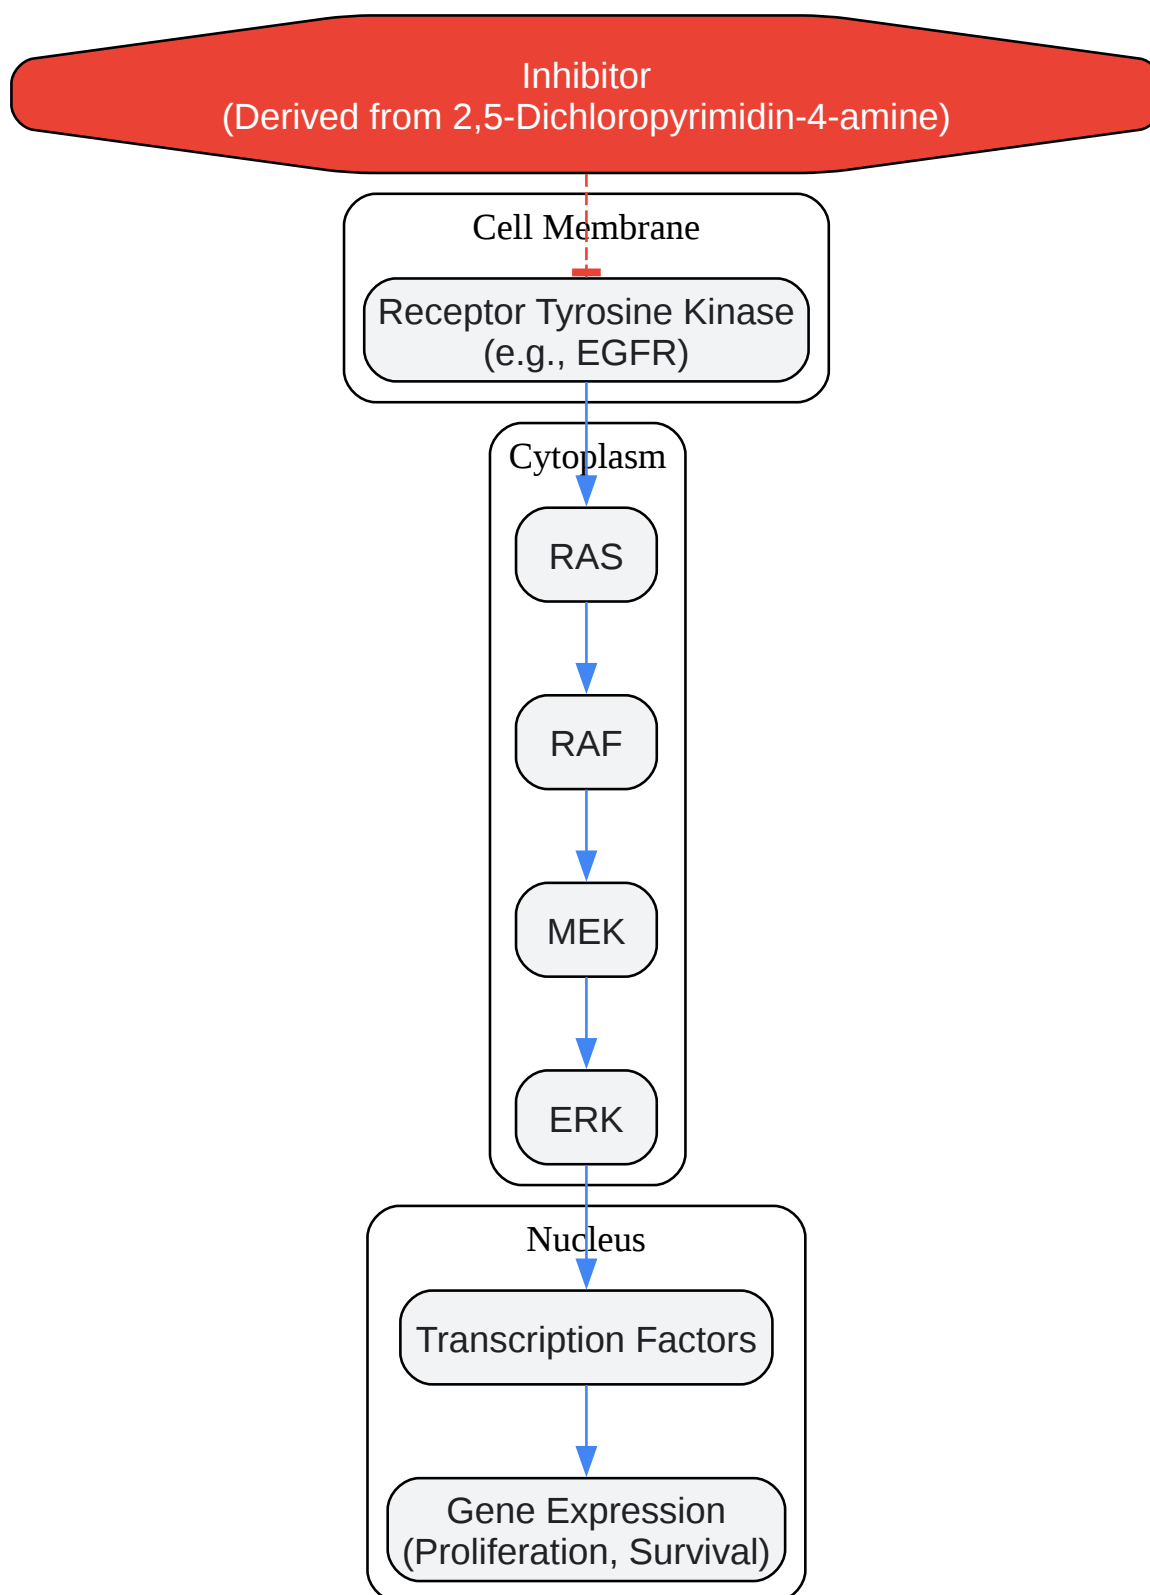 Inhibitor
(Derived from 2,5-Dichloropyrimidin-4-amine)
Cell Membrane
Receptor Tyrosine Kinase
(e.g., EGFR)
Cytoplasm
RAS
RAF
MEK
ERK
Nucleus
Transcription Factors
Gene Expression
(Proliferation, Survival)